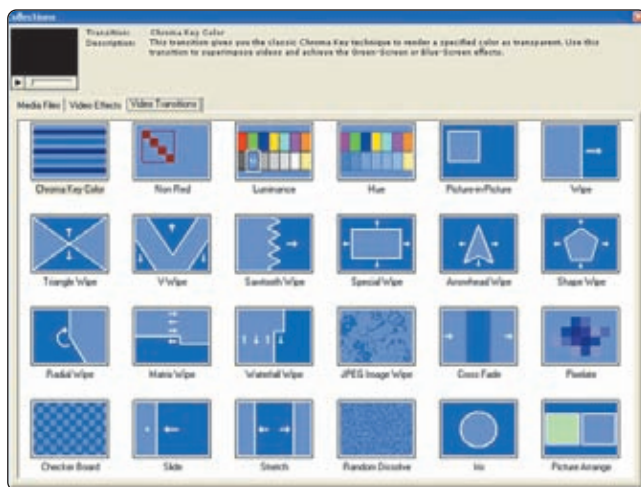 ollections
Transition: Chroma Key Color
Description: This transition gives you the classic Chroma Key technique to render a specified color as transparent. Use this
transition to superimpose videos and achieve the Green-Screen or Blue-Screen effects.
Media Files Video Effects Video Transitions
Chroma Key Color Non Red Luminance Hue Picture-in-Picture Wipe
Triangle Wipe V-Wipe Sawtooth Wipe Special Wipe Arrowhead Wipe Shape Wipe
Radial Wipe Matrix Wipe Waterfall Wipe JPEG Image Wipe Cross Fade Pixelate
Checker Board Slide Stretch Random Dissolve Iris Picture Arrange